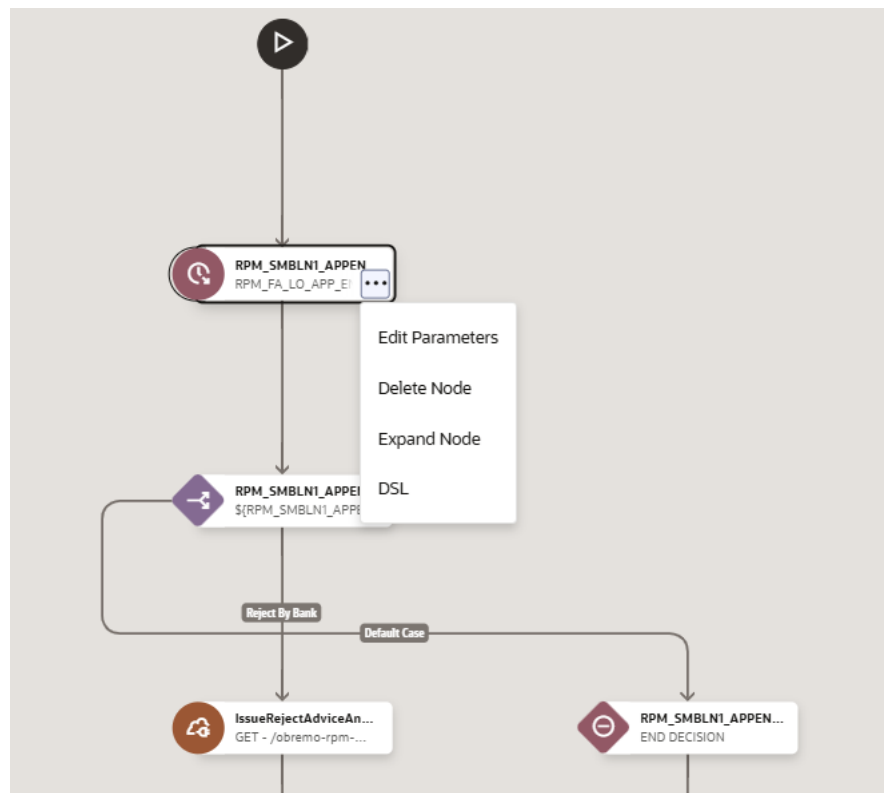 RPM_SMBLN1_APPEN
RPM_FA_LO_APP_E
Edit Parameters
Delete Node
Expand Node
DSL
RPM_SMBLN1_APPE
${RPM_SMBLN1_APPE
Reject By Bank
Default Case
IssueRejectAdviceAn...
GET - /obremo-rpm-...
RPM_SMBLN1_APPEN...
END DECISION